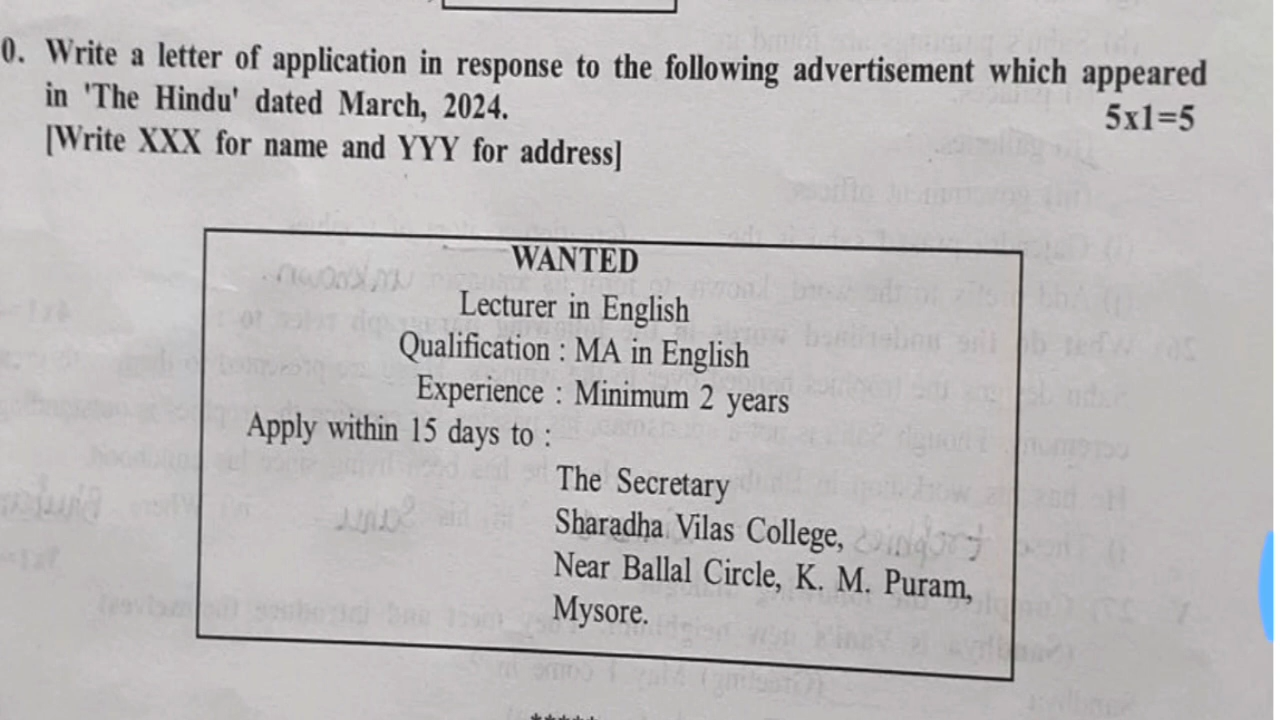 0. Write a letter of application in response to the following advertisement which appeared
in 'The Hindu' dated March, 2024.
5x1=5
[Write XXX for name and YYY for address]
WANTED
Lecturer in English
Qualification : MA in English
Experience : Minimum 2 years
Apply within 15 days to :
The Secretary
Sharadha Vilas College,
Near Ballal Circle, K. M. Puram,
Mysore.
*****